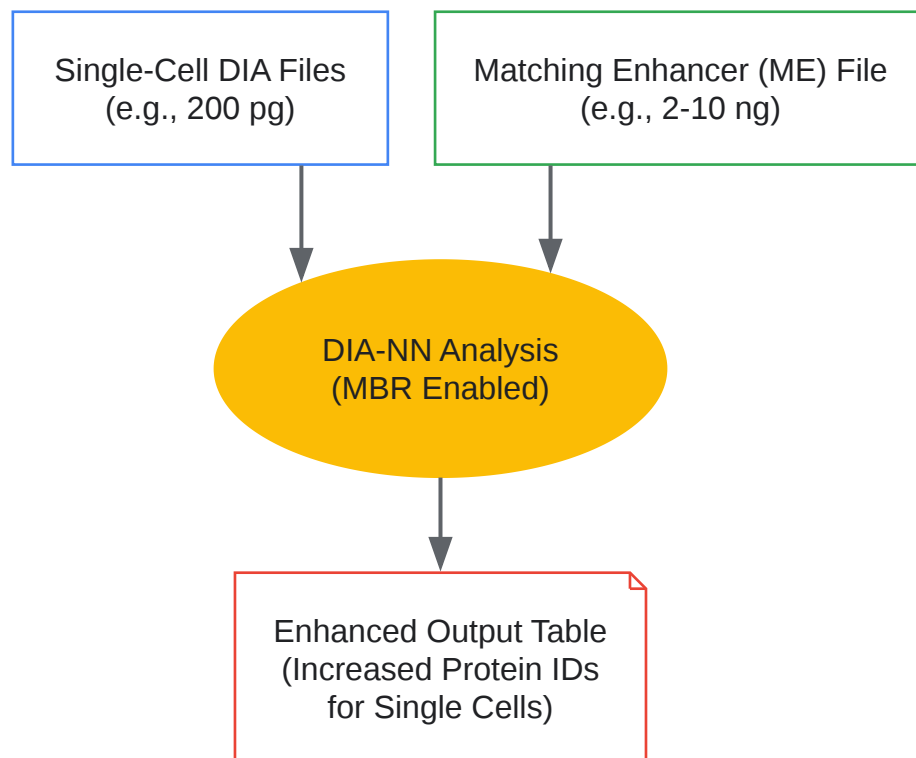 Single-Cell DIA Files
(e.g., 200 pg)
Matching Enhancer (ME) File
(e.g., 2-10 ng)
DIA-NN Analysis
(MBR Enabled)
Enhanced Output Table
(Increased Protein IDs
for Single Cells)